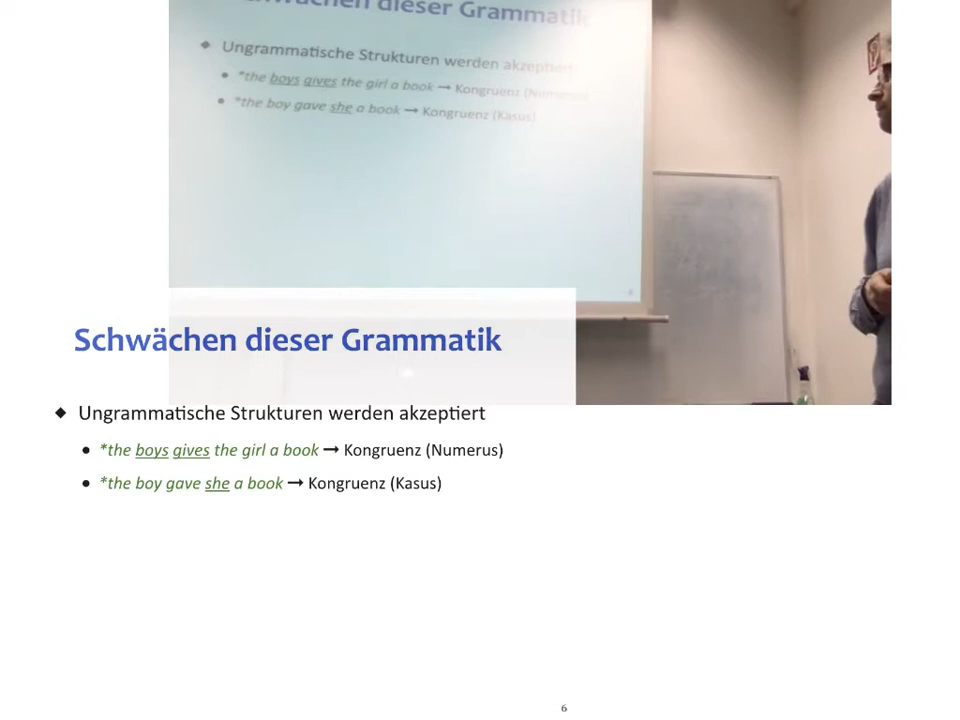 Schwächen dieser Grammatik
Ungrammatische Strukturen werden akzeptiert
*the boys gives the girl a book → Kongruenz (Numerus)
*the boy gave she a book → Kongruenz (Kasus)
Schwächen dieser Grammatik
◆ Ungrammatische Strukturen werden akzeptiert
• *the boys gives the girl a book → Kongruenz (Numerus)
• *the boy gave she a book → Kongruenz (Kasus)
6